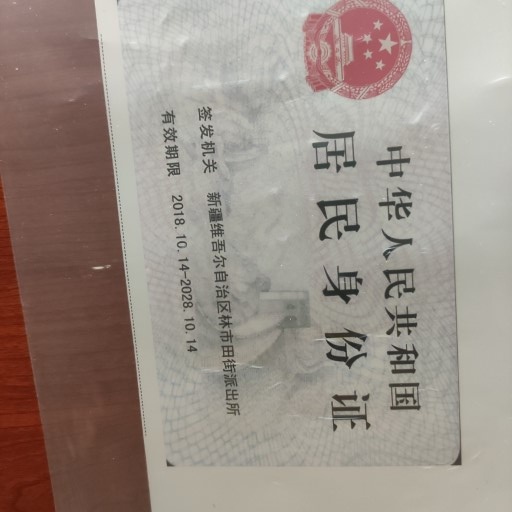 中华人民共和国
居民身份证
签发机关 新疆维吾尔自治区林市田街派出所
有效期限 2018.10.14-2028.10.14